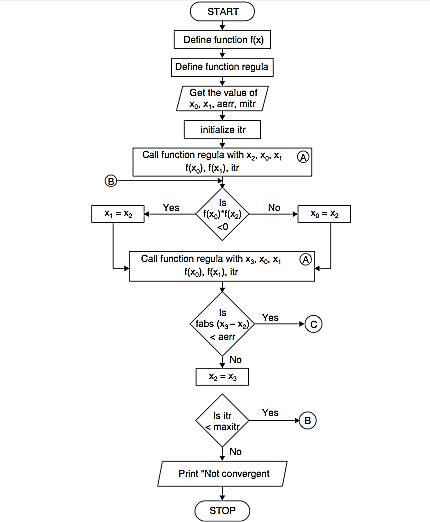 START
Define function f(x)
Define function regula
Get the value of
x₀, x₁, aerr, mitr
initialize itr
Call function regula with x₂, x₀, x₁
f(x₀), f(x₁), itr
A
B
Is
f(x₀)*f(x₂)
<0
Yes
No
x₁ = x₂
x₀ = x₂
Call function regula with x₃, x₀, x₁
f(x₀), f(x₁), itr
A
Is
fabs (x₃ – x₂)
< aerr
Yes
C
No
x₂ = x₃
Is itr
< maxitr
Yes
B
No
Print "Not convergent
STOP